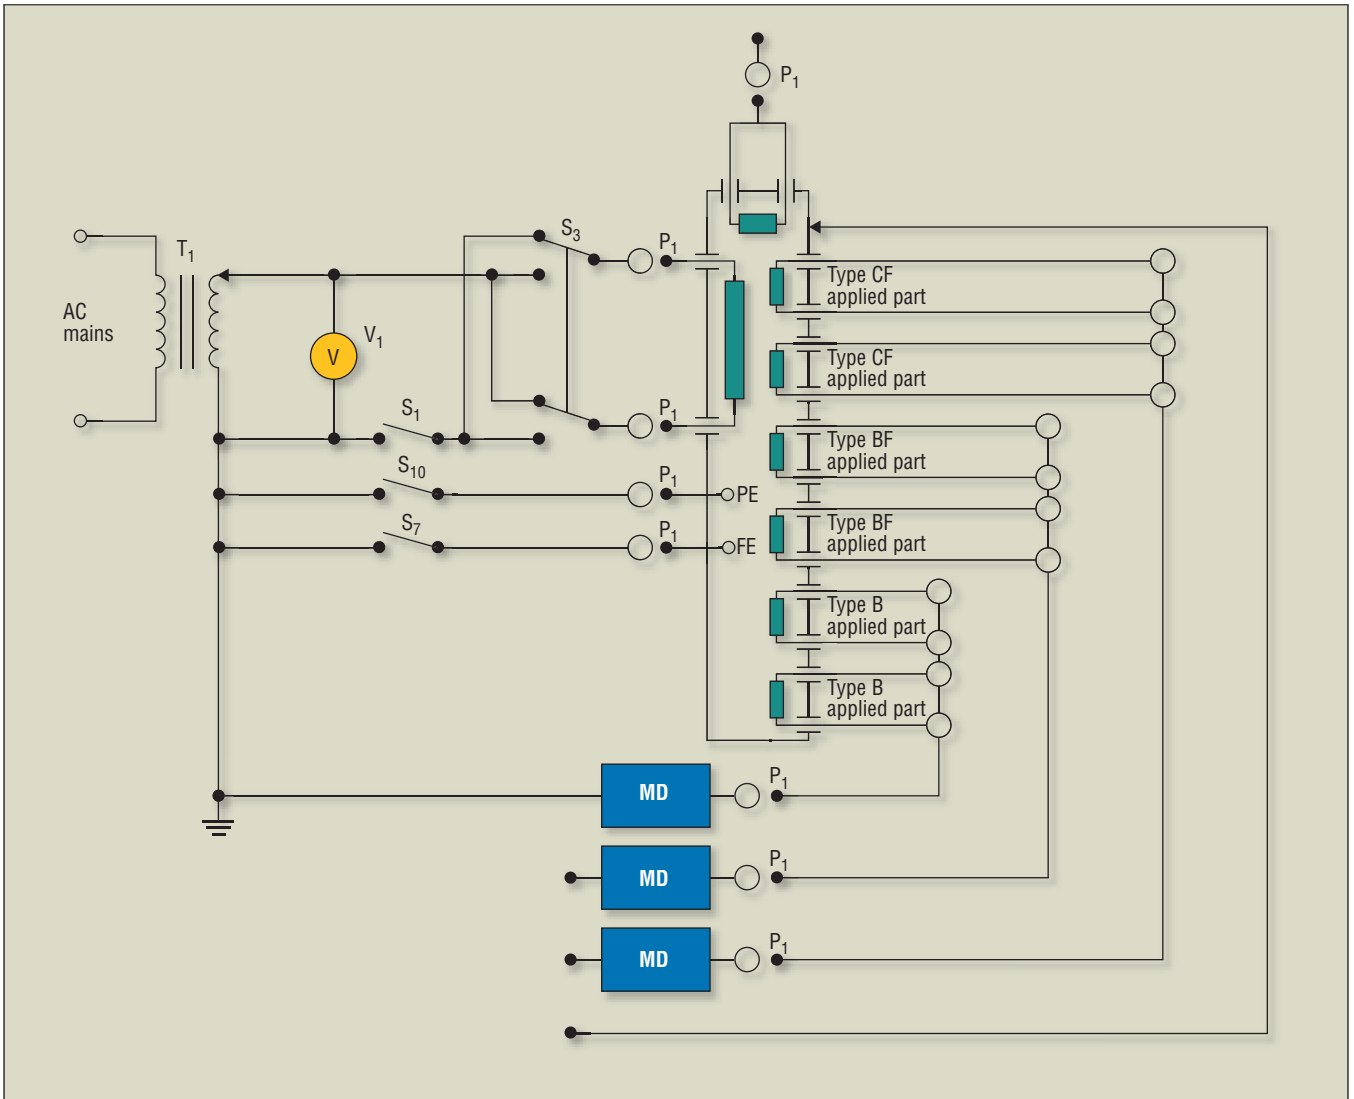 P1
S3
P1
T1
AC
mains
V
V1
Type CF
applied part
Type CF
applied part
S1
P1
Type BF
applied part
S10
P1
PE
S7
P1
FE
Type BF
applied part
Type B
applied part
Type B
applied part
MD
P1
MD
P1
MD
P1